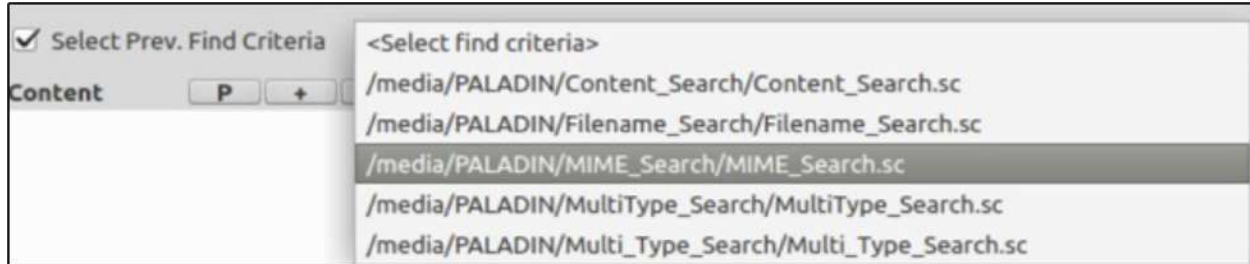 Select Prev. Find Criteria
<Select find criteria>
/media/PALADIN/Content_Search/Content_Search.sc
Content P +
/media/PALADIN/Filename_Search/Filename_Search.sc
/media/PALADIN/MIME_Search/MIME_Search.sc
/media/PALADIN/MultiType_Search/MultiType_Search.sc
/media/PALADIN/Multi_Type_Search/Multi_Type_Search.sc